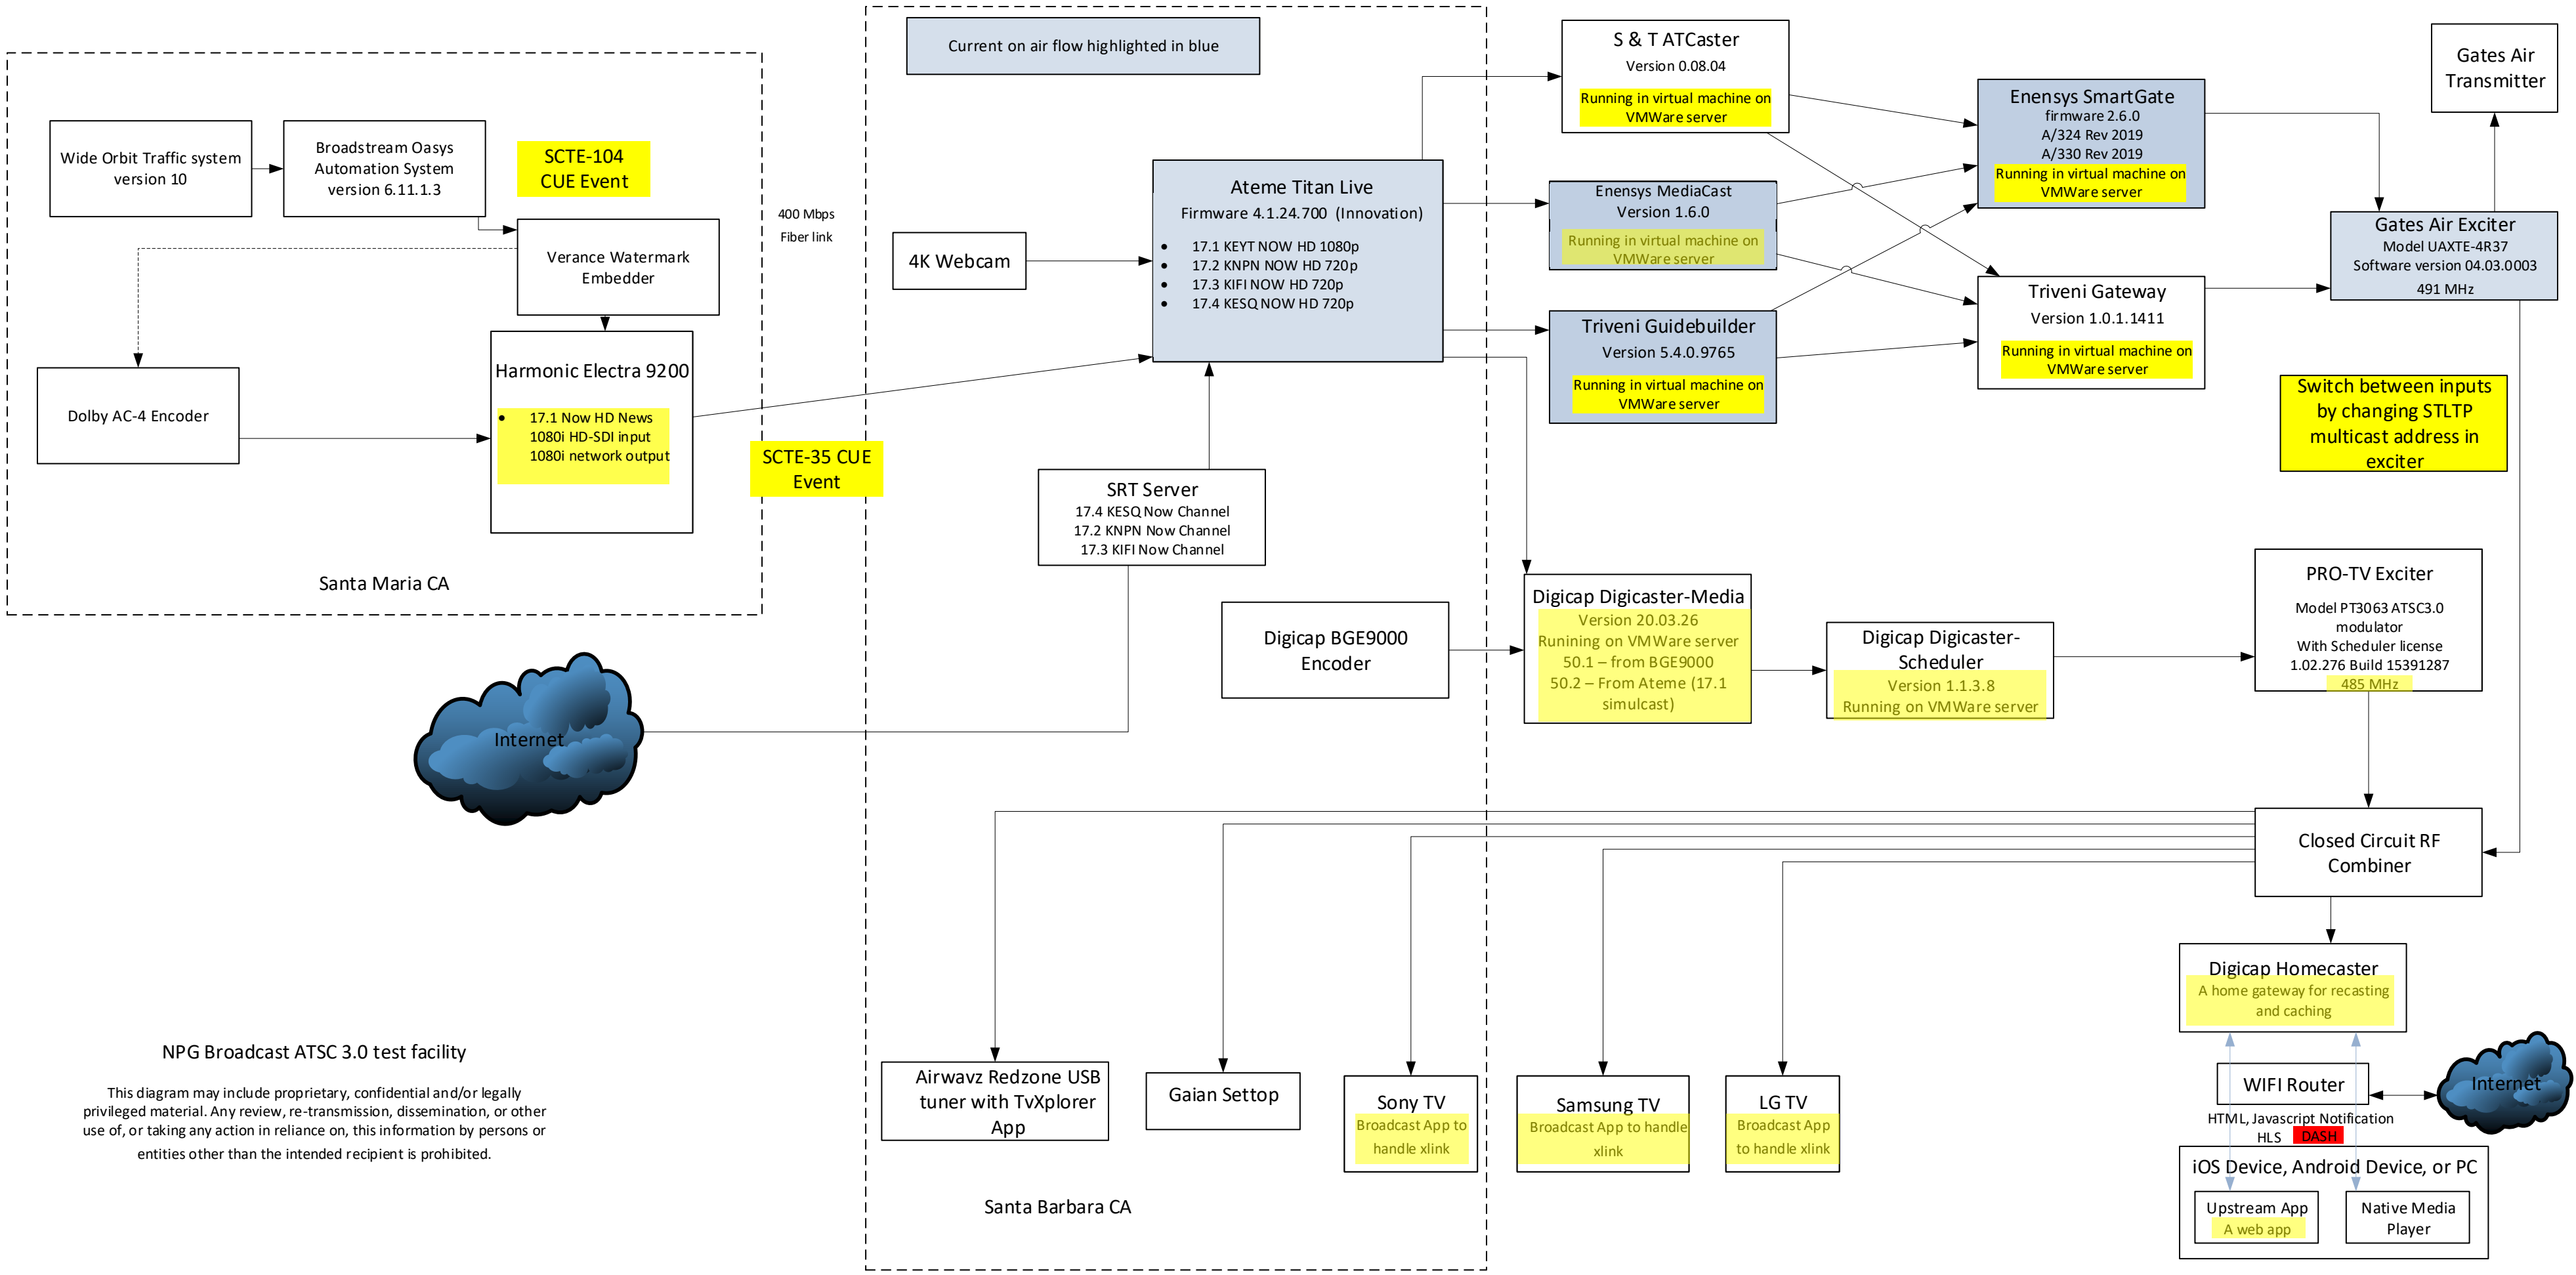 Current on air flow highlighted in blue
Wide Orbit Traffic system
version 10
Broadstream Oasys
Automation System
version 6.11.1.3
SCTE-104
CUE Event
Verance Watermark
Embedder
Dolby AC-4 Encoder
Harmonic Electra 9200
• 17.1 Now HD News
1080i HD-SDI input
1080i network output
Santa Maria CA
400 Mbps
Fiber link
SCTE-35 CUE
Event
4K Webcam
Ateme Titan Live
Firmware 4.1.24.700 (Innovation)
• 17.1 KEYT NOW HD 1080p
• 17.2 KNPN NOW HD 720p
• 17.3 KIFI NOW HD 720p
• 17.4 KESQ NOW HD 720p
SRT Server
17.4 KESQ Now Channel
17.2 KNPN Now Channel
17.3 KIFI Now Channel
Digicap BGE9000
Encoder
Internet
S & T ATCaster
Version 0.08.04
Running in virtual machine on
VMWare server
Enensys MediaCast
Version 1.6.0
Running in virtual machine on
VMWare server
Triveni Guidebuilder
Version 5.4.0.9765
Running in virtual machine on
VMWare server
Enensys SmartGate
firmware 2.6.0
A/324 Rev 2019
A/330 Rev 2019
Running in virtual machine on
VMWare server
Triveni Gateway
Version 1.0.1.1411
Running in virtual machine on
VMWare server
Gates Air
Transmitter
Gates Air Exciter
Model UAXTE-4R37
Software version 04.03.0003
491 MHz
Switch between inputs
by changing STLTP
multicast address in
exciter
Digicap Digicaster-Media
Version 20.03.26
Runining on VMWare server
50.1 – from BGE9000
50.2 – From Ateme (17.1
simulcast)
Digicap Digicaster-
Scheduler
Version 1.1.3.8
Running on VMWare server
PRO-TV Exciter
Model PT3063 ATSC3.0
modulator
With Scheduler license
1.02.276 Build 15391287
485 MHz
Closed Circuit RF
Combiner
Digicap Homecaster
A home gateway for recasting
and caching
WIFI Router
Internet
HTML, Javascript Notification
HLS DASH
iOS Device, Android Device, or PC
Upstream App
A web app
Native Media
Player
Airwavz Redzone USB
tuner with TvXplorer
App
Gaian Settop
Sony TV
Broadcast App to
handle xlink
Samsung TV
Broadcast App to handle
xlink
LG TV
Broadcast App
to handle xlink
Santa Barbara CA
NPG Broadcast ATSC 3.0 test facility
This diagram may include proprietary, confidential and/or legally
privileged material. Any review, re-transmission, dissemination, or other
use of, or taking any action in reliance on, this information by persons or
entities other than the intended recipient is prohibited.